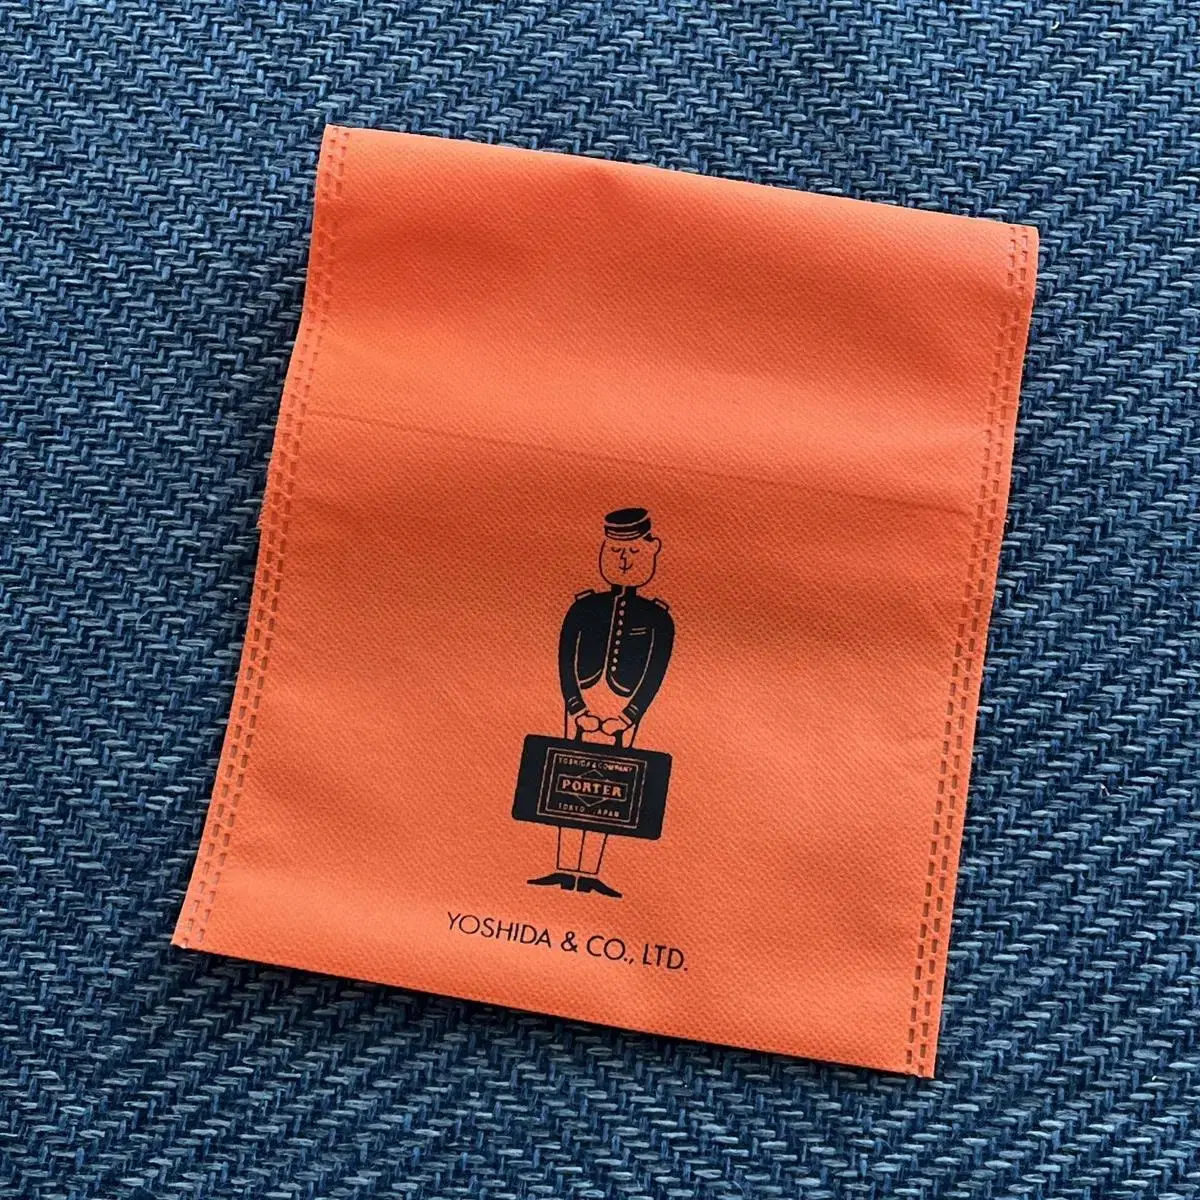 YOSHIDA & COMPANY
PORTER
TOKYO JAPAN
YOSHIDA & CO., LTD.